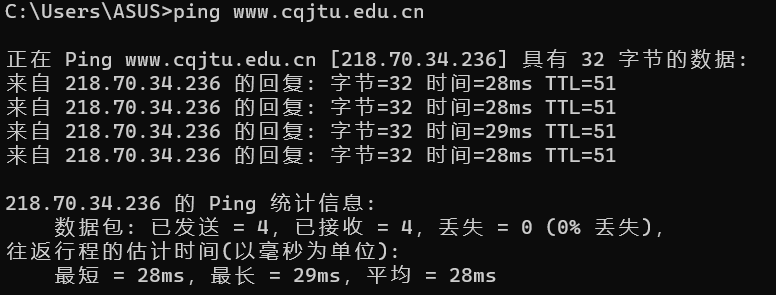 C:\Users\ASUS>ping www.cqjtu.edu.cn
正在 Ping www.cqjtu.edu.cn [218.70.34.236] 具有 32 字节的数据:
来自 218.70.34.236 的回复: 字节=32 时间=28ms TTL=51
来自 218.70.34.236 的回复: 字节=32 时间=28ms TTL=51
来自 218.70.34.236 的回复: 字节=32 时间=29ms TTL=51
来自 218.70.34.236 的回复: 字节=32 时间=28ms TTL=51
218.70.34.236 的 Ping 统计信息:
数据包: 已发送 = 4, 已接收 = 4, 丢失 = 0 (0% 丢失),
往返行程的估计时间(以毫秒为单位):
最短 = 28ms, 最长 = 29ms, 平均 = 28ms